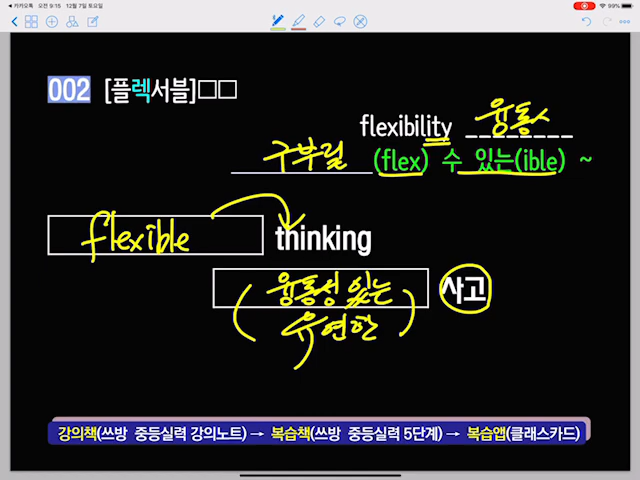 카카오톡 오전 9:15 12월 7일 토요일 99%
002 [플렉서블]□□
flexibility 융통
구부릴 (flex) 수 있는(ible) ~
flexible thinking
(융통성 있는 사고
유연한)
강의책(쓰방 중등실력 강의노트) → 복습책(쓰방 중등실력 5단계) → 복습앱(클래스카드)